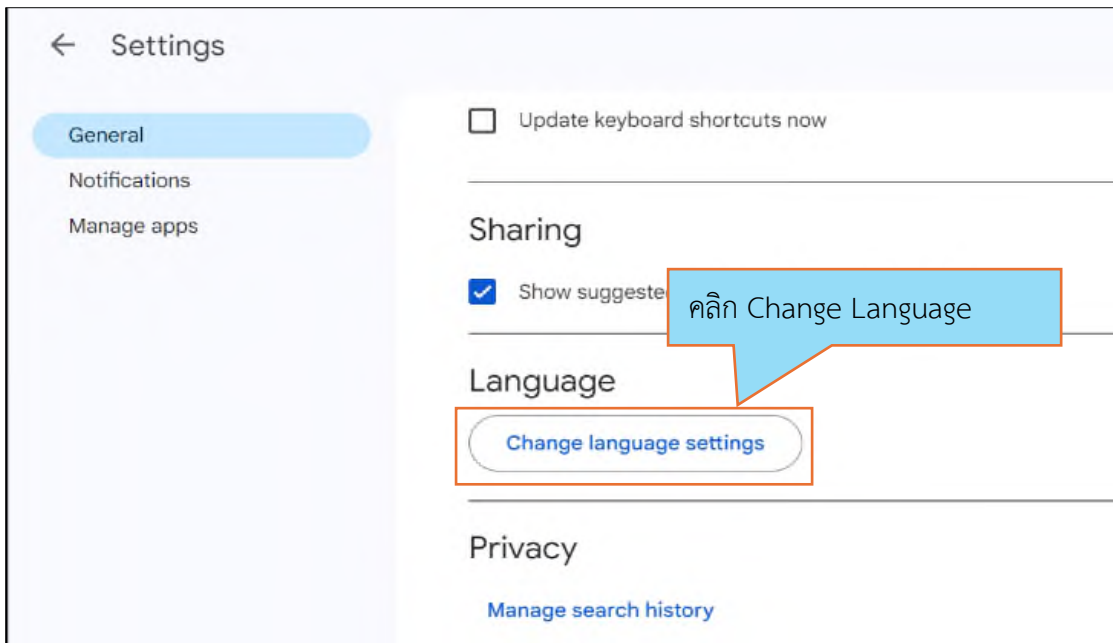 Settings
General
Notifications
Manage apps
Update keyboard shortcuts now
Sharing
Show suggested
คลิก Change Language
Language
Change language settings
Privacy
Manage search history